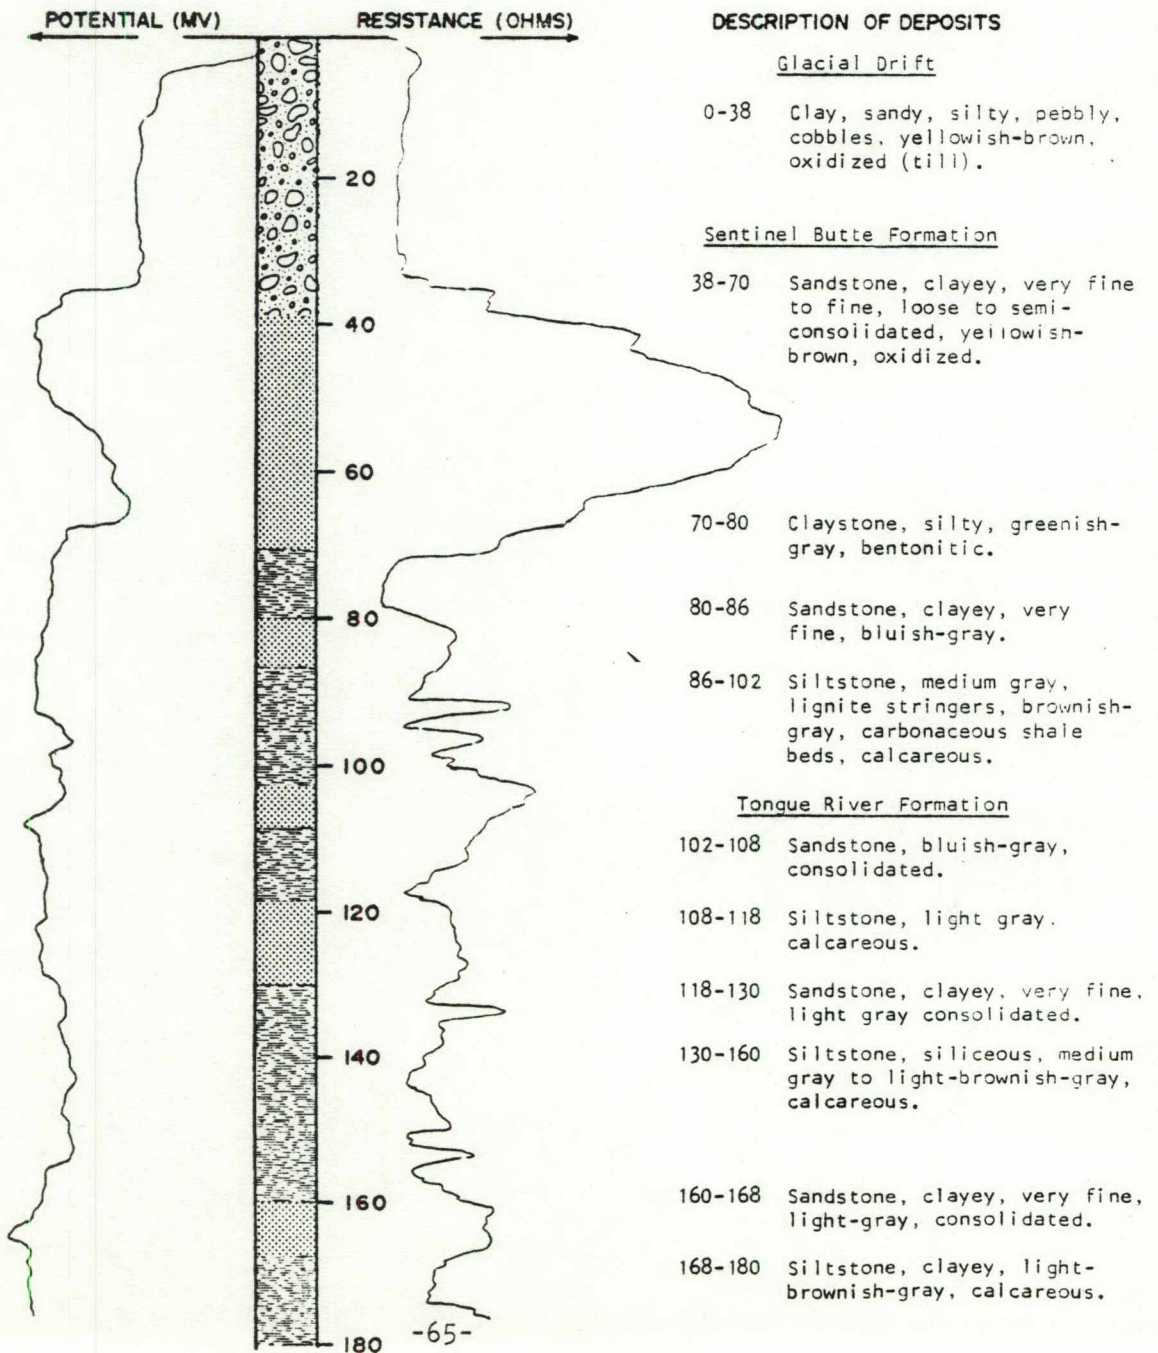 POTENTIAL (MV)
RESISTANCE (OHMS)
DESCRIPTION OF DEPOSITS
Glacial Drift
0-38 Clay, sandy, silty, pebbly,
cobbles, yellowish-brown,
oxidized (till).
Sentinel Butte Formation
38-70 Sandstone, clayey, very fine
to fine, loose to semi-
consolidated, yellowish-
brown, oxidized.
70-80 Claystone, silty, greenish-
gray, bentonitic.
80-86 Sandstone, clayey, very
fine, bluish-gray.
86-102 Siltstone, medium gray,
lignite stringers, brownish-
gray, carbonaceous shale
beds, calcareous.
Tongue River Formation
102-108 Sandstone, bluish-gray,
consolidated.
108-118 Siltstone, light gray,
calcareous.
118-130 Sandstone, clayey, very fine,
light gray consolidated.
130-160 Siltstone, siliceous, medium
gray to light-brownish-gray,
calcareous.
160-168 Sandstone, clayey, very fine,
light-gray, consolidated.
168-180 Siltstone, clayey, light-
brownish-gray, calcareous.
20
40
60
80
100
120
140
160
180
-65-